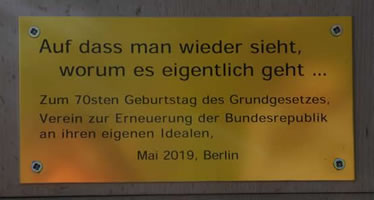 Auf dass man wieder sieht,
worum es eigentlich geht ...
Zum 70sten Geburtstag des Grundgesetzes,
Verein zur Erneuerung der Bundesrepublik
an ihren eigenen Idealen,
Mai 2019, Berlin